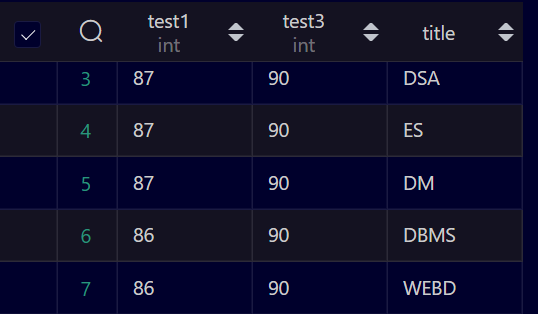 test1 test3 title
int int
3 87 90 DSA
4 87 90 ES
5 87 90 DM
6 86 90 DBMS
7 86 90 WEBD